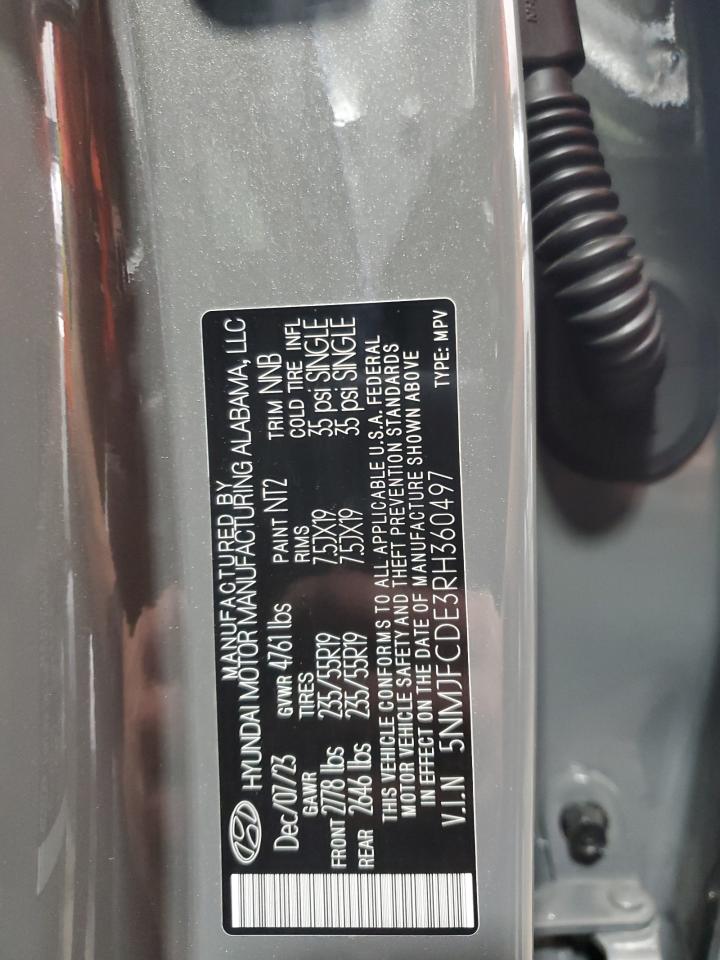 MANUFACTURED BY
HYUNDAI MOTOR MANUFACTURING ALABAMA, LLC
Dec/07/23 GVWR 4761 lbs PAINT NT2 TRIM NNB
GAWR TIRES RIMS COLD TIRE INFL
FRONT 2778 lbs 235/55R19 7.5JX19 35 psi SINGLE
REAR 2646 lbs 235/55R19 7.5JX19 35 psi SINGLE
THIS VEHICLE CONFORMS TO ALL APPLICABLE U.S.A. FEDERAL
MOTOR VEHICLE SAFETY AND THEFT PREVENTION STANDARDS
IN EFFECT ON THE DATE OF MANUFACTURE SHOWN ABOVE
V.I.N 5NMJFCDE3RH360497 TYPE: MPV